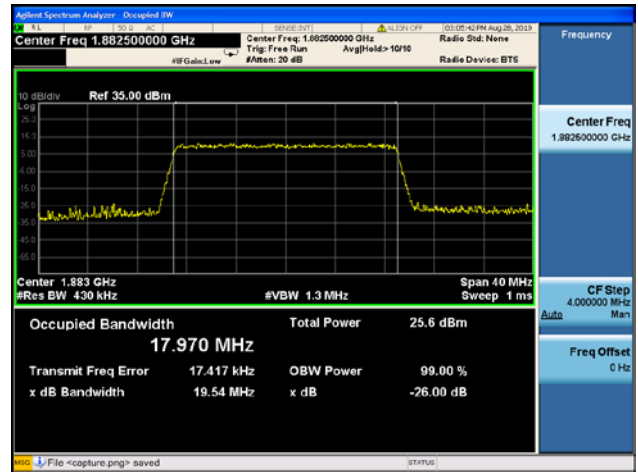 Agilent Spectrum Analyzer - Occupied BW
RL RF 50 Ω AC SENSE:INT ALIGN OFF 03:05:42 PM Aug 28, 2019
Center Freq 1.882500000 GHz
Center Freq: 1.882500000 GHz
Radio Std: None
Trig: Free Run Avg|Hold:> 10/10
#IFGain:Low #Atten: 20 dB Radio Device: BTS
10 dB/div Ref 35.00 dBm
Log
25.0
15.0
5.00
-5.00
-15.0
-25.0
-35.0
-45.0
-55.0
Center 1.883 GHz Span 40 MHz
#Res BW 430 kHz #VBW 1.3 MHz Sweep 1 ms
Occupied Bandwidth Total Power 25.6 dBm
17.970 MHz
Transmit Freq Error 17.417 kHz OBW Power 99.00 %
x dB Bandwidth 19.54 MHz x dB -26.00 dB
Frequency
Center Freq
1.882500000 GHz
CF Step
4.000000 MHz
Auto Man
Freq Offset
0 Hz
MSG File <capture.png> saved STATUS